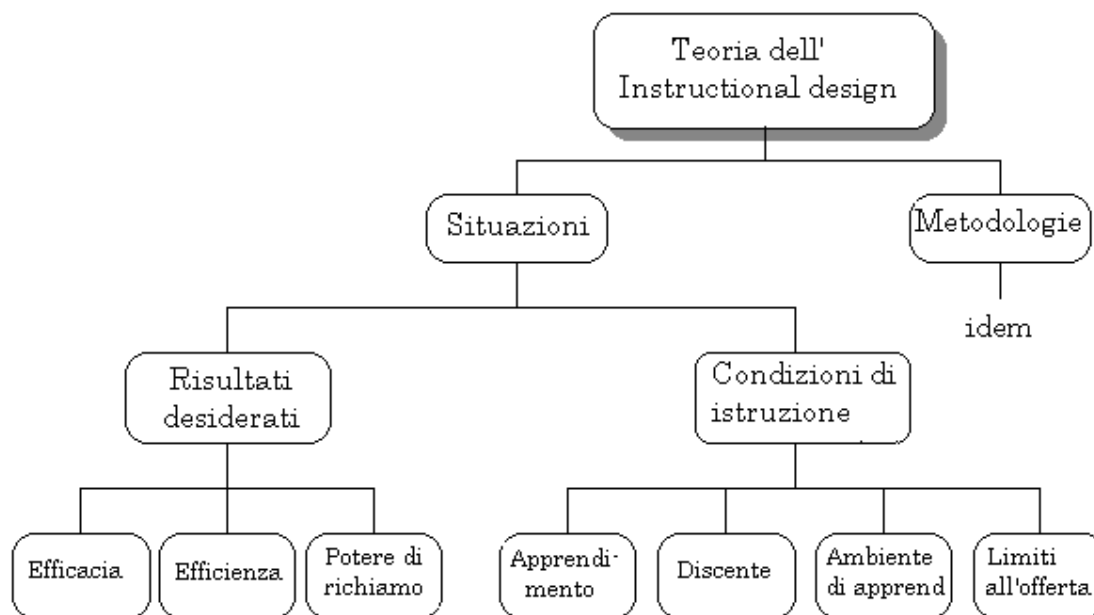 Teoria dell'
Instructional design
Situazioni
Metodologie
idem
Risultati
desiderati
Condizioni di
istruzione
Efficacia
Efficienza
Potere di
richiamo
Apprendi-
mento
Discente
Ambiente
di apprend
Limiti
all'offerta